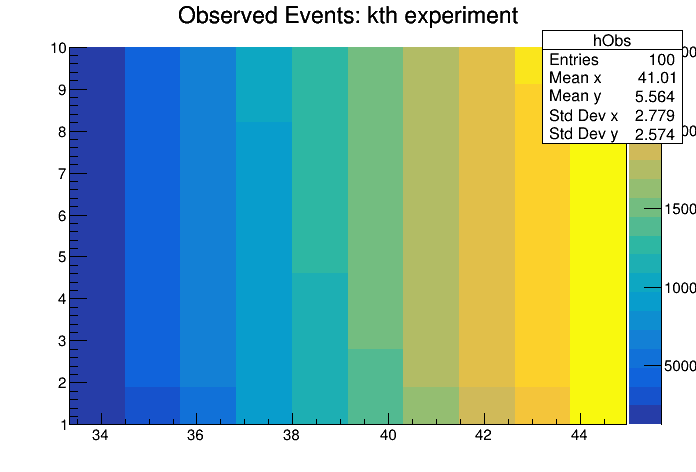 Observed Events: kth experiment
hObs
Entries 100
Mean x 41.01
Mean y 5.564
Std Dev x 2.779
Std Dev y 2.574
10
9
8
7
6
5
4
3
2
1
34 36 38 40 42 44
1500
1000
5000